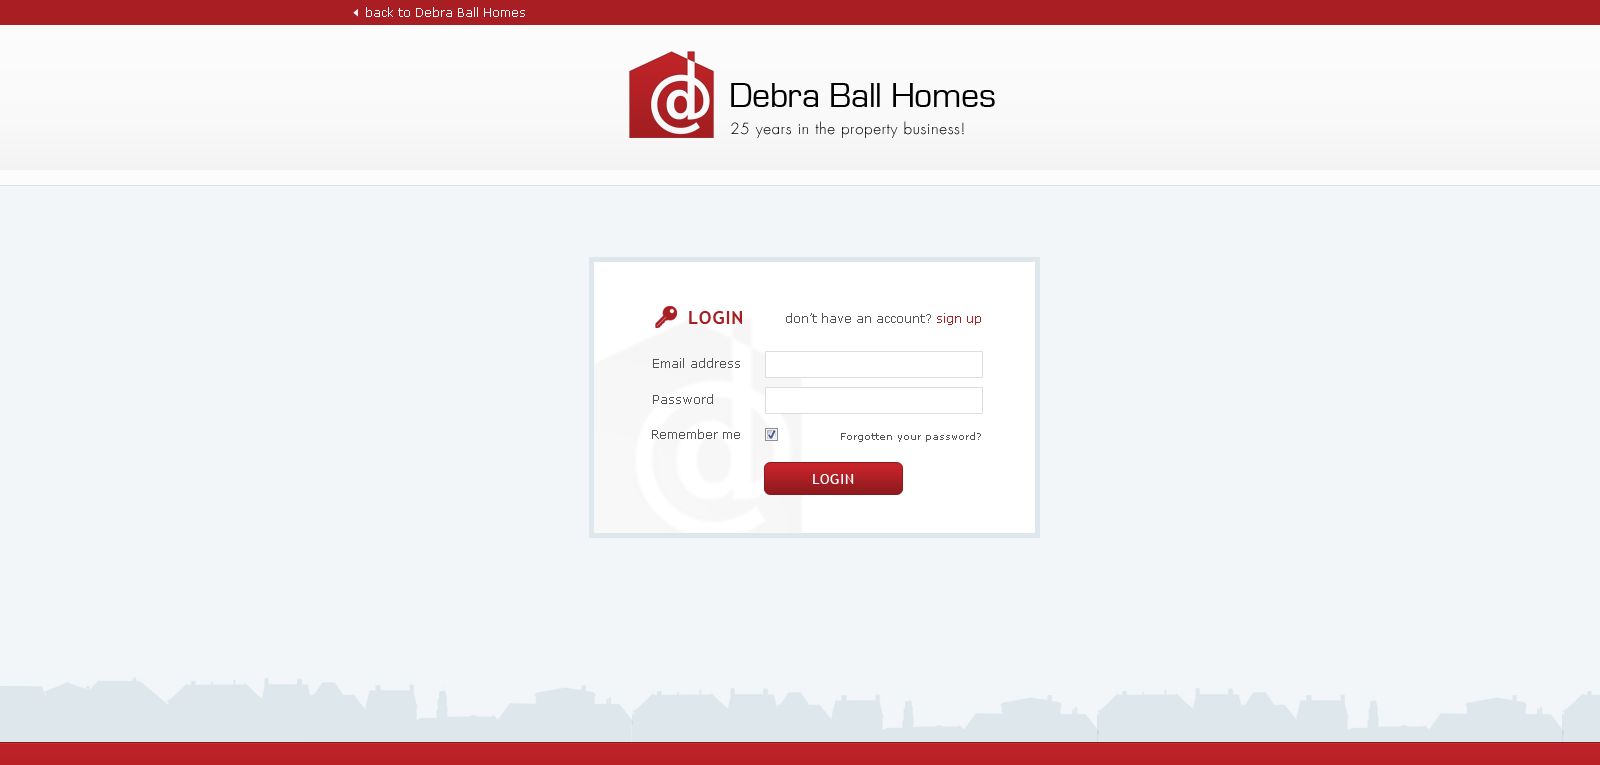 back to Debra Ball Homes
Debra Ball Homes
25 years in the property business!
LOGIN
don't have an account? sign up
Email address
Password
Remember me
Forgotten your password?
LOGIN